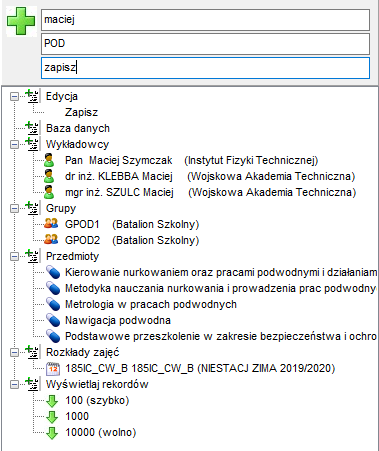 maciej
POD
zapisz
Edycja
Zapisz
Baza danych
Wykładowcy
Pan Maciej Szymczak (Instytut Fizyki Technicznej)
dr inż. KLEBBA Maciej (Wojskowa Akademia Techniczna)
mgr inż. SZULC Maciej (Wojskowa Akademia Techniczna)
Grupy
GPOD1 (Batalion Szkolny)
GPOD2 (Batalion Szkolny)
Przedmioty
Kierowanie nurkowaniem oraz pracami podwodnymi i działaniam
Metodyka nauczania nurkowania i prowadzenia prac podwodny
Metrologia w pracach podwodnych
Nawigacja podwodna
Podstawowe przeszkolenie w zakresie bezpieczeństwa i ochro
Rozkłady zajęć
185IC_CW_B 185IC_CW_B (NIESTACJ ZIMA 2019/2020)
Wyświetlaj rekordów
100 (szybko)
1000
10000 (wolno)